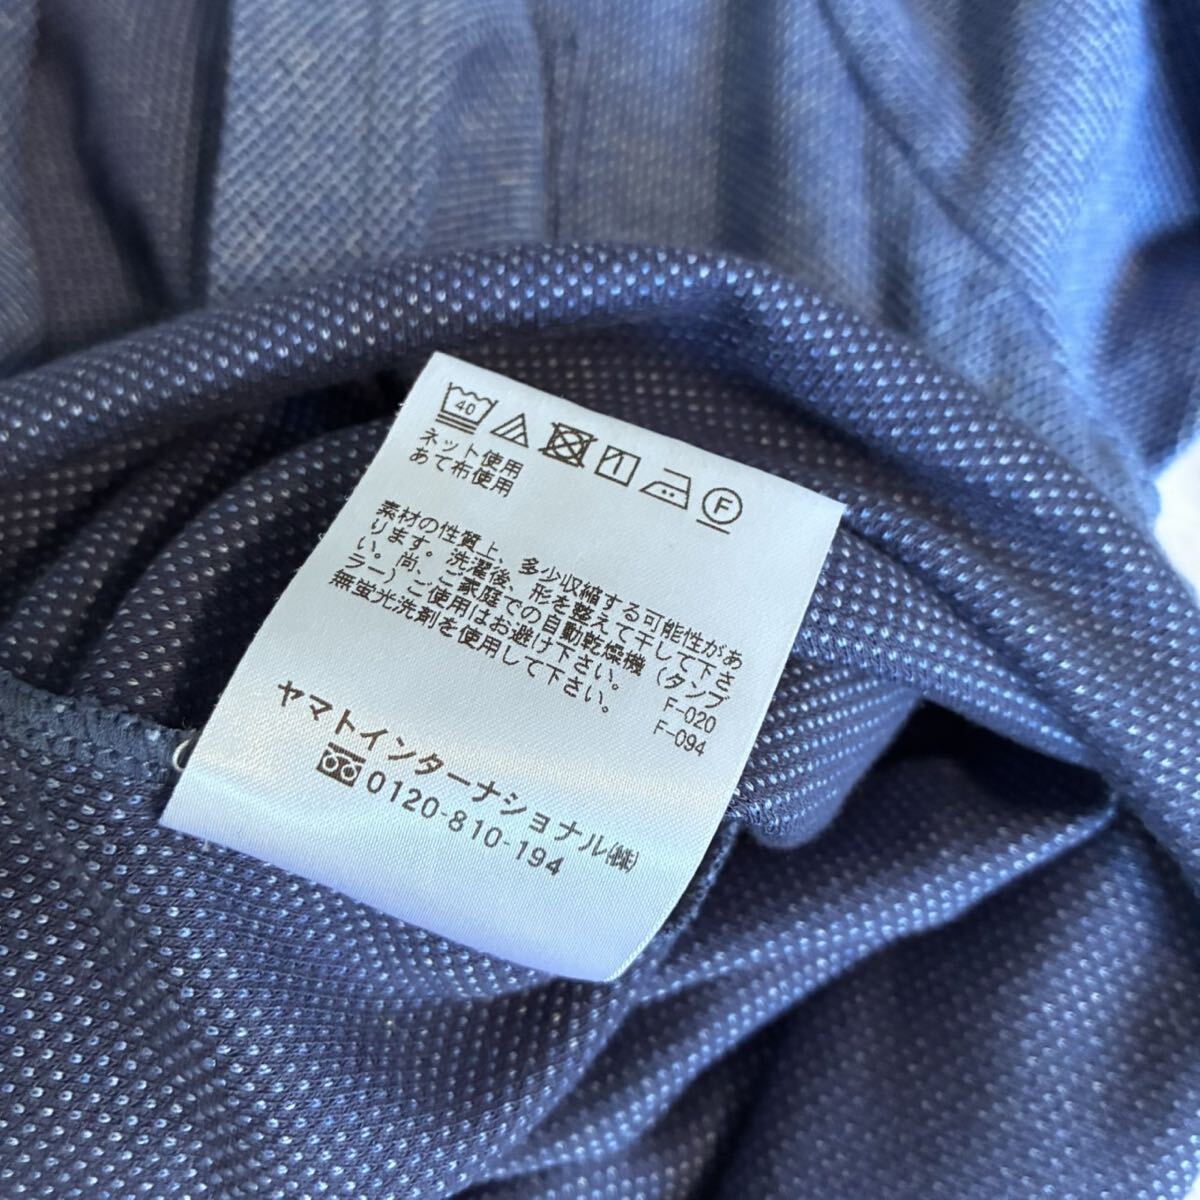 40
F
ネット使用
あて布使用
素材の性質上、多少収縮する可能性があ
ります。洗濯後、形を整えて干して下さ
い。尚、ご家庭での自動乾燥機(タンブ
ラー)ご使用はお避け下さい。 F-020
無蛍光洗剤を使用して下さい。 F-094
ヤマトインターナショナル㈱
0120-810-194